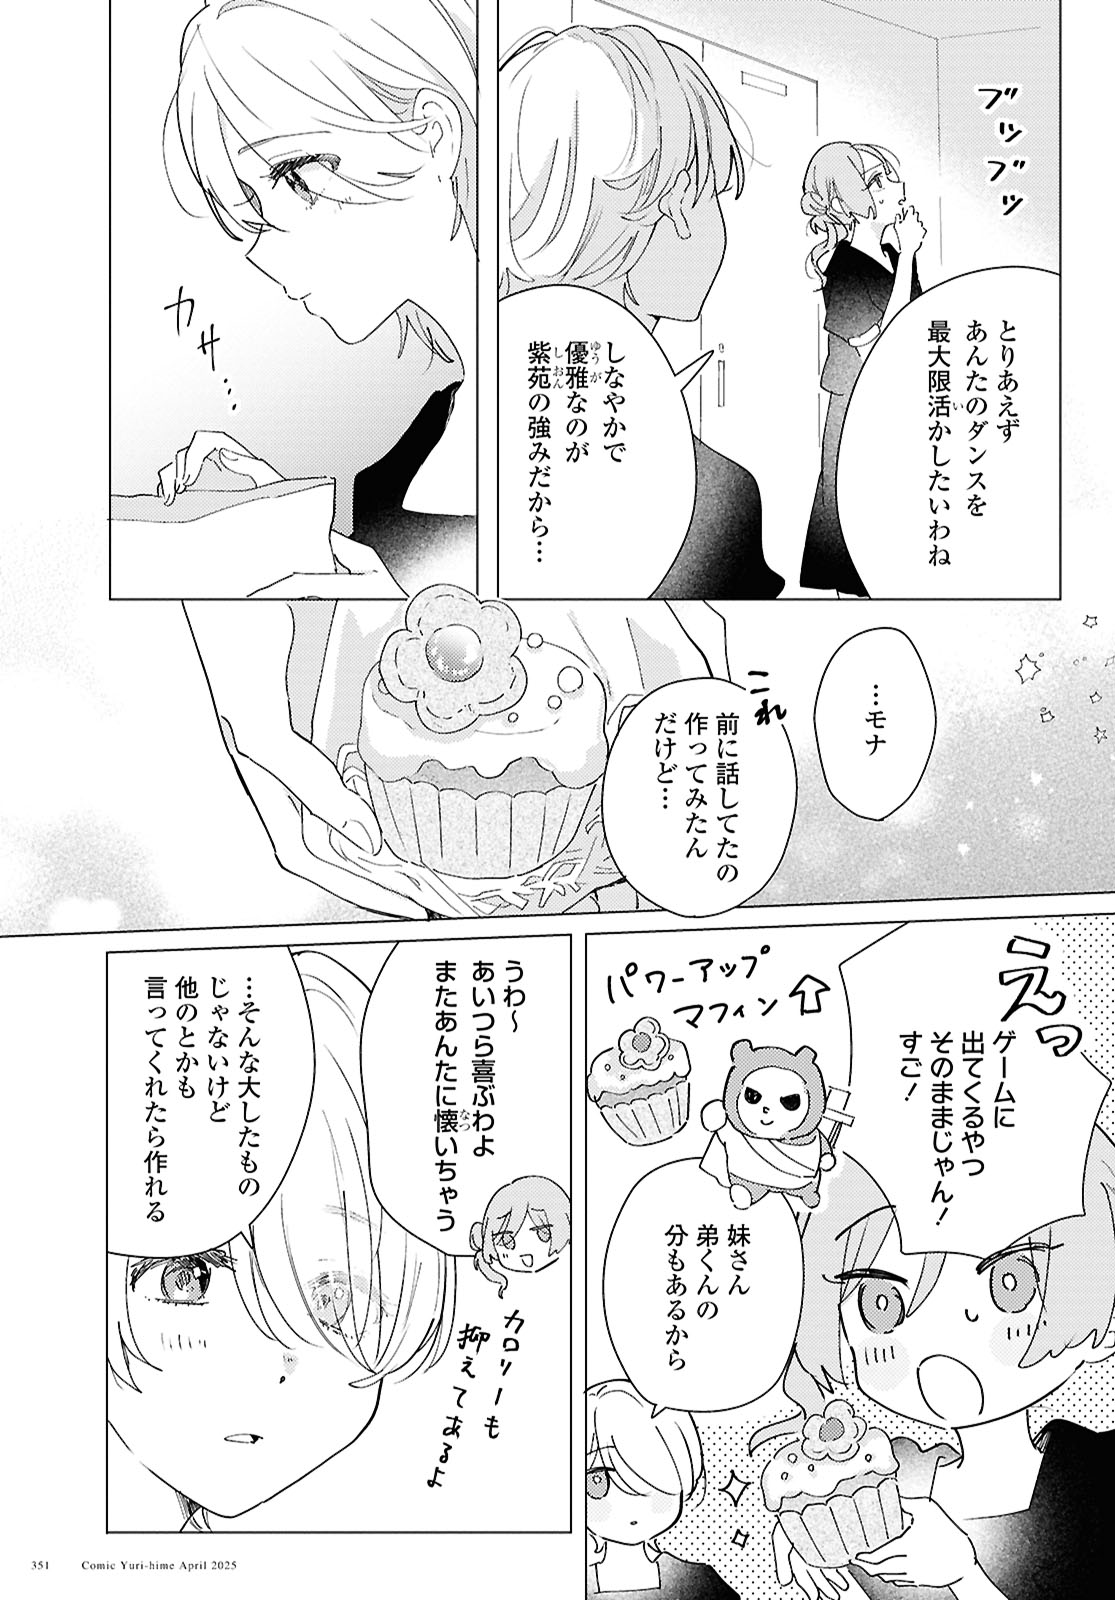 ブツブツ
とりあえず
あんたのダンスを
最大限活かしたいわね
い
しなやかで
優雅なのが
ゆうが
紫苑の強みだから…
しおん
カサ…
…モナ
これ
前に話してたの
作ってみたん
だけど…
えっ
ゲームに
出てくるやつ
そのままじゃん!
すご!
パワーアップ
マフィン
妹さん
弟くんの
分もあるから
うわ〜
あいつら喜ぶわよ
またあんたに懐いちゃう
なつ
カロリーも
抑えてあるよ
…そんな大したもの
じゃないけど
他のとかも
言ってくれたら作れる
351 Comic Yuri-hime April 2025